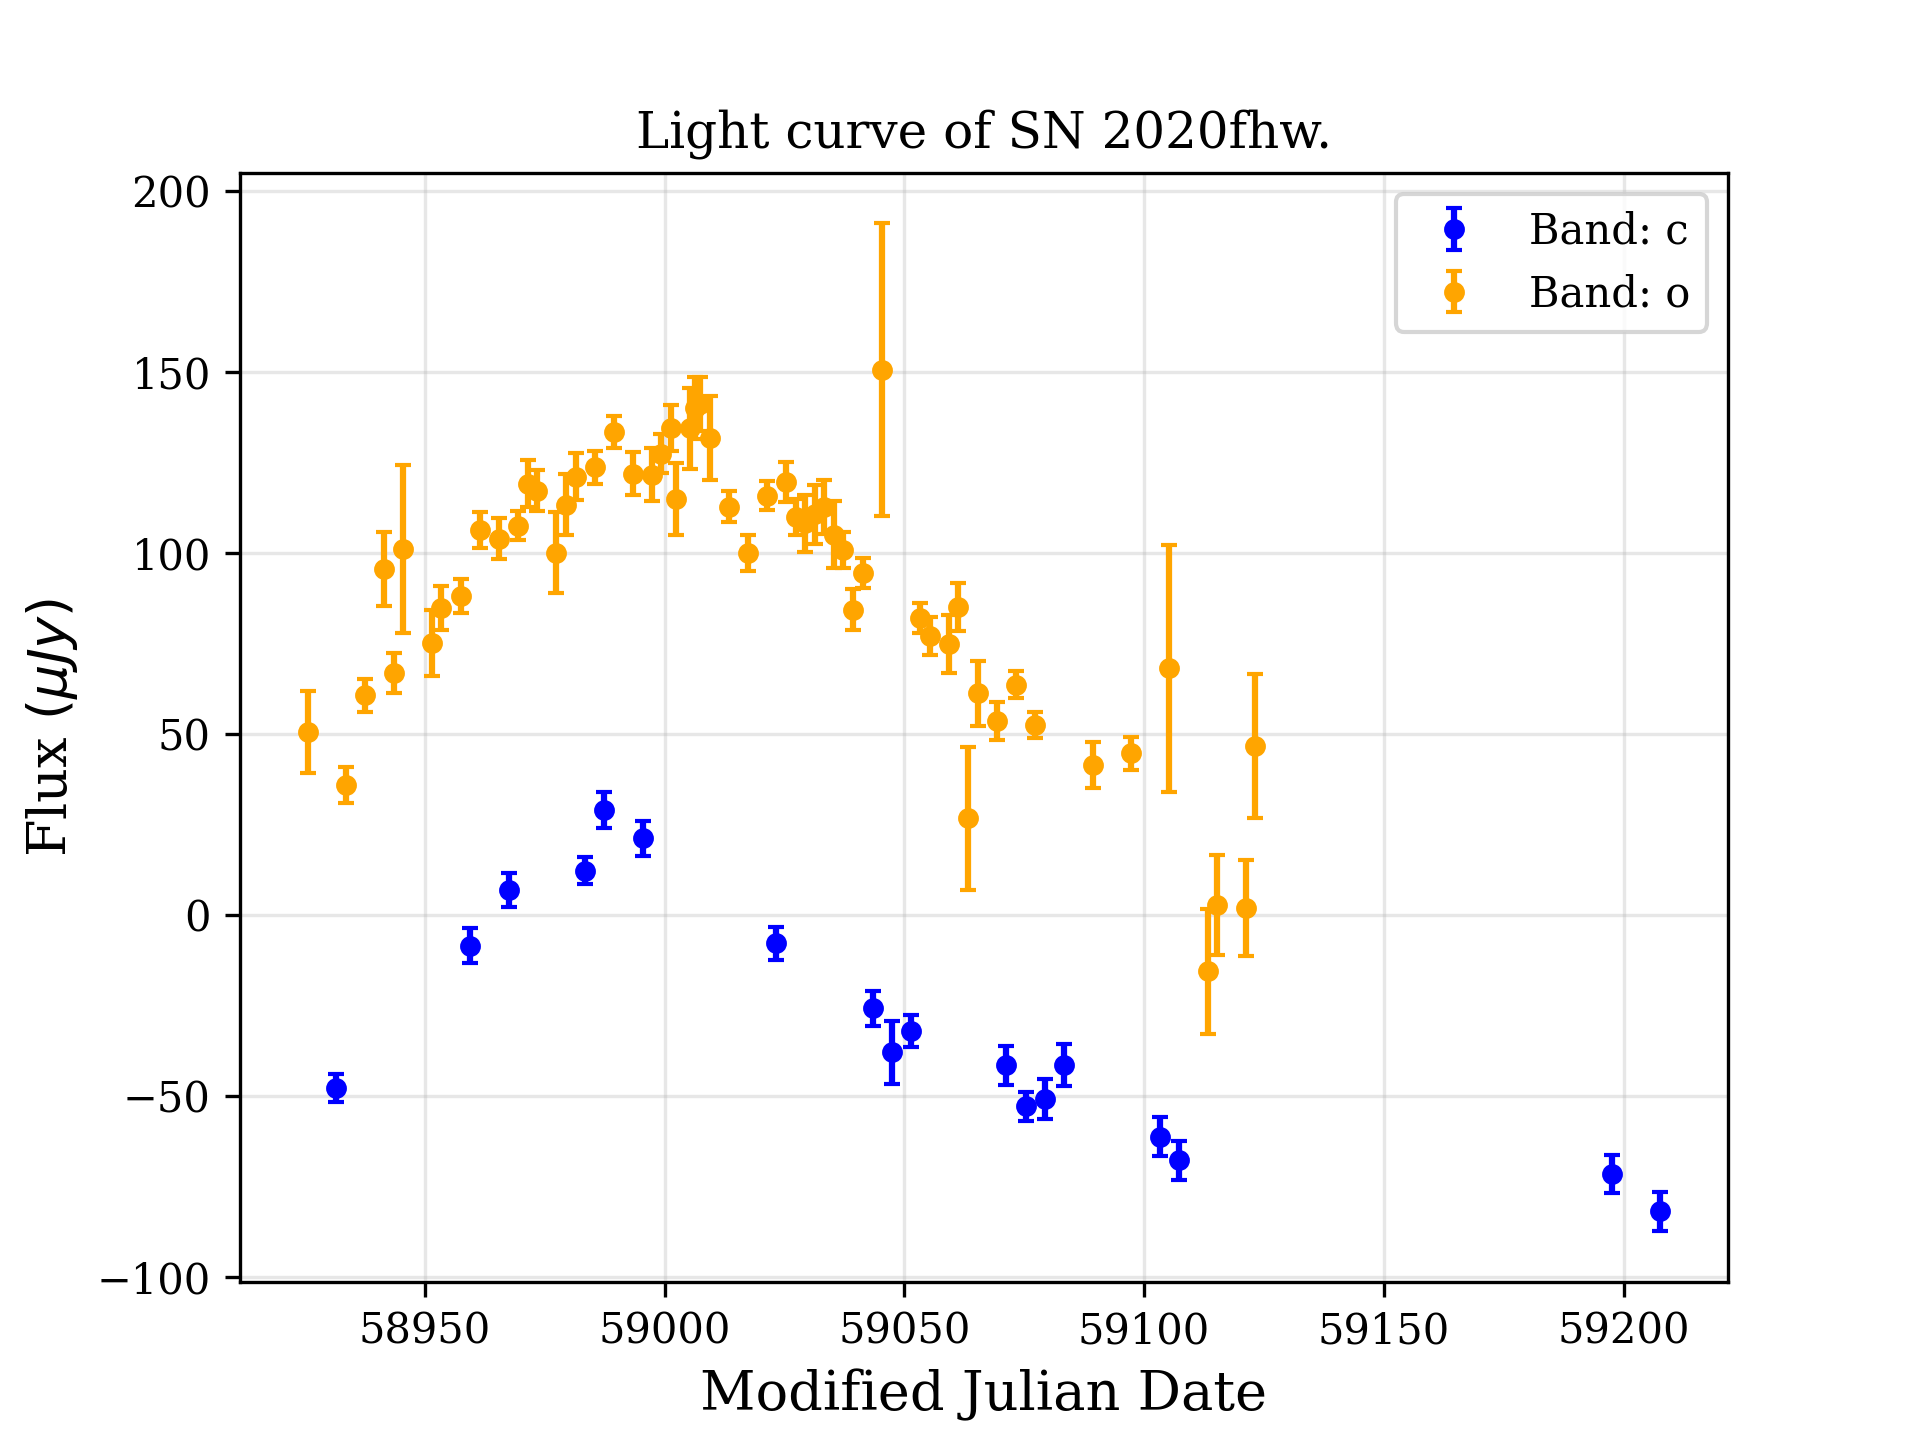 Light curve of SN 2020fhw.
Band: c
Band: o
Flux (μJy)
200
150
100
50
0
−50
−100
58950 59000 59050 59100 59150 59200
Modified Julian Date